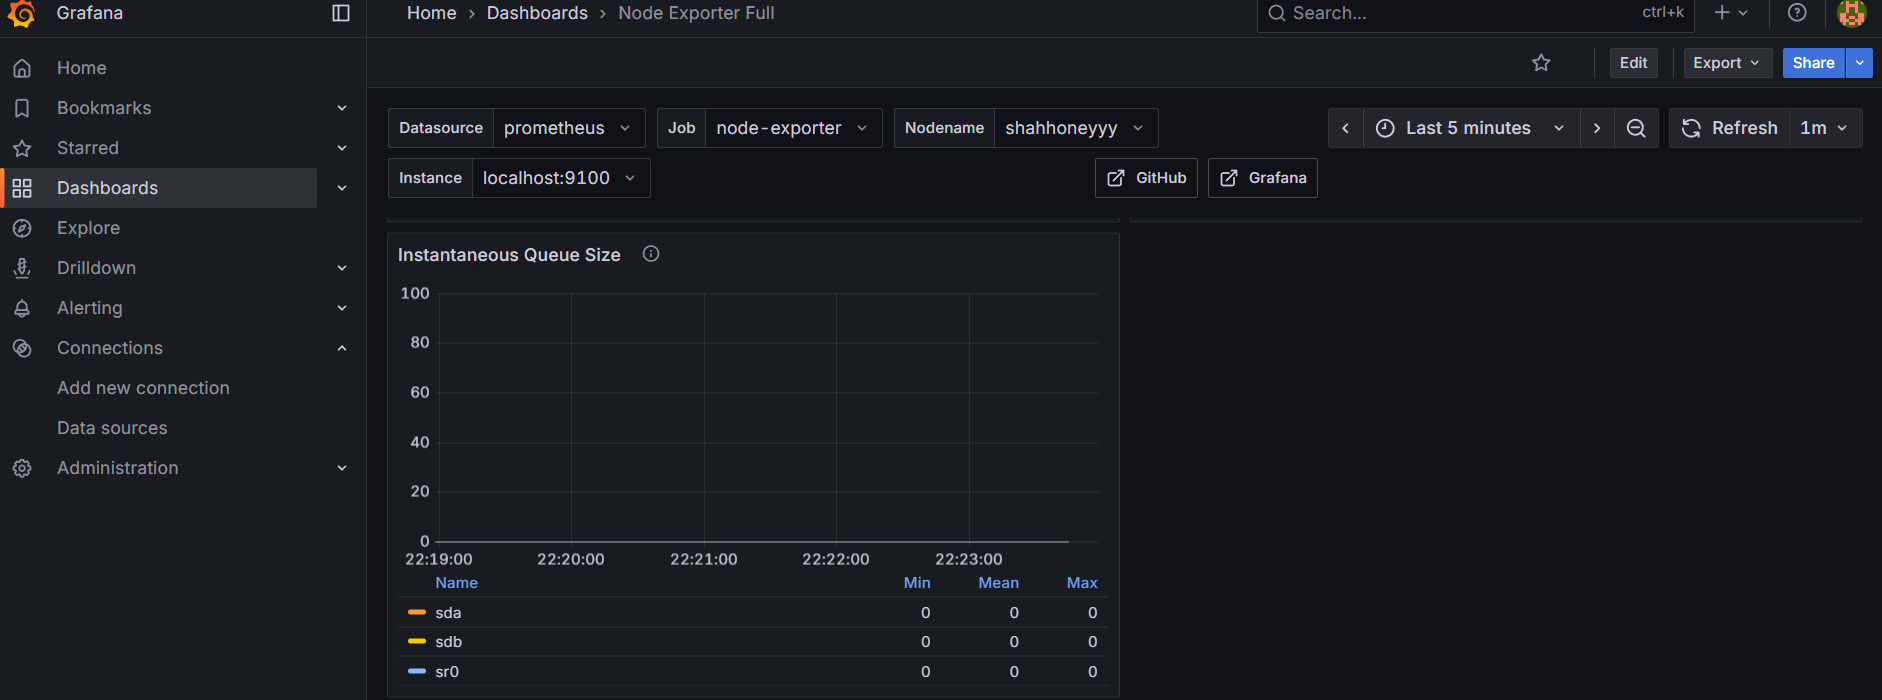 Grafana
Home › Dashboards › Node Exporter Full
Search...
ctrl+k
Home
Bookmarks
Starred
Dashboards
Explore
Drilldown
Alerting
Connections
Add new connection
Data sources
Administration
Edit
Export
Share
Datasource prometheus
Job node-exporter
Nodename shahhoneyyy
Last 5 minutes
Refresh 1m
Instance localhost:9100
GitHub
Grafana
Instantaneous Queue Size
100
80
60
40
20
0
22:19:00 22:20:00 22:21:00 22:22:00 22:23:00
Name Min Mean Max
sda 0 0 0
sdb 0 0 0
sr0 0 0 0